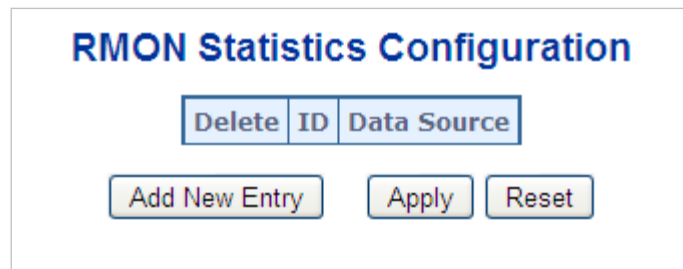 RMON Statistics Configuration
Delete ID Data Source
Add New Entry Apply Reset